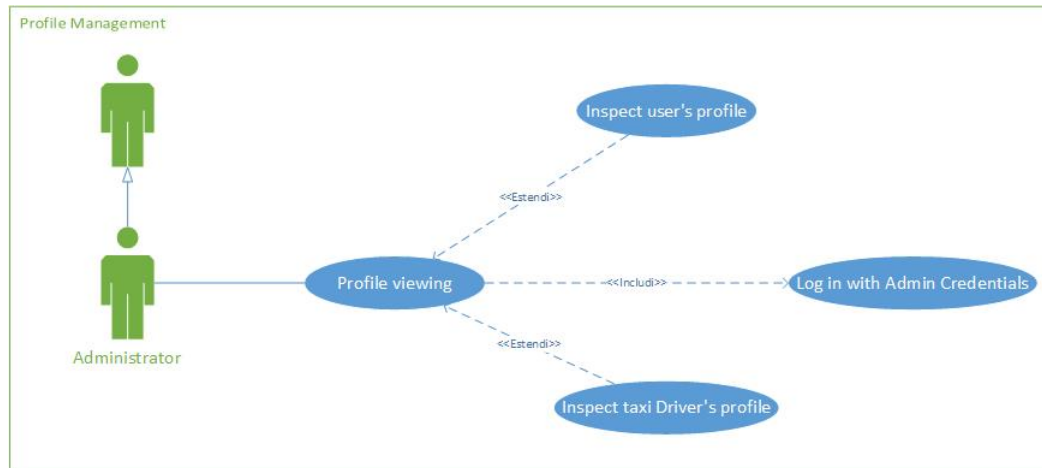 Profile Management
Inspect user's profile
<<Estendi>>
Profile viewing
<<Includi>>
Log in with Admin Credentials
<<Estendi>>
Administrator
Inspect taxi Driver's profile